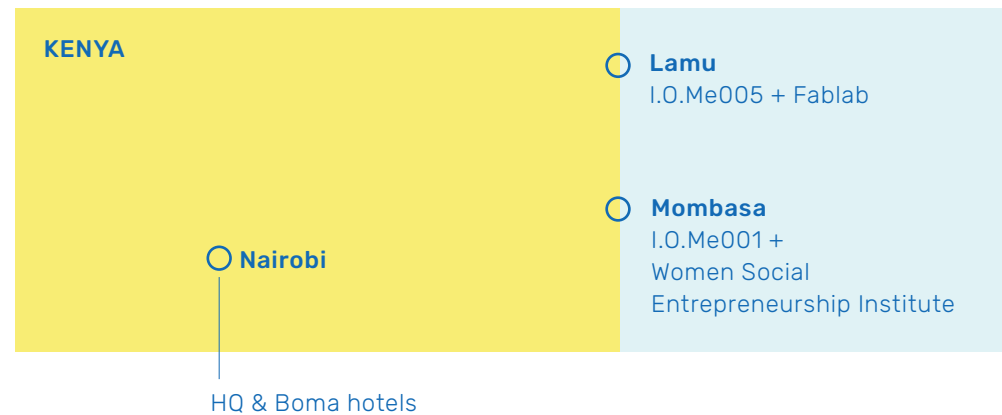 KENYA
Lamu
I.O.Me005 + Fablab
Mombasa
I.O.Me001 +
Women Social
Entrepreneurship Institute
Nairobi
HQ & Boma hotels